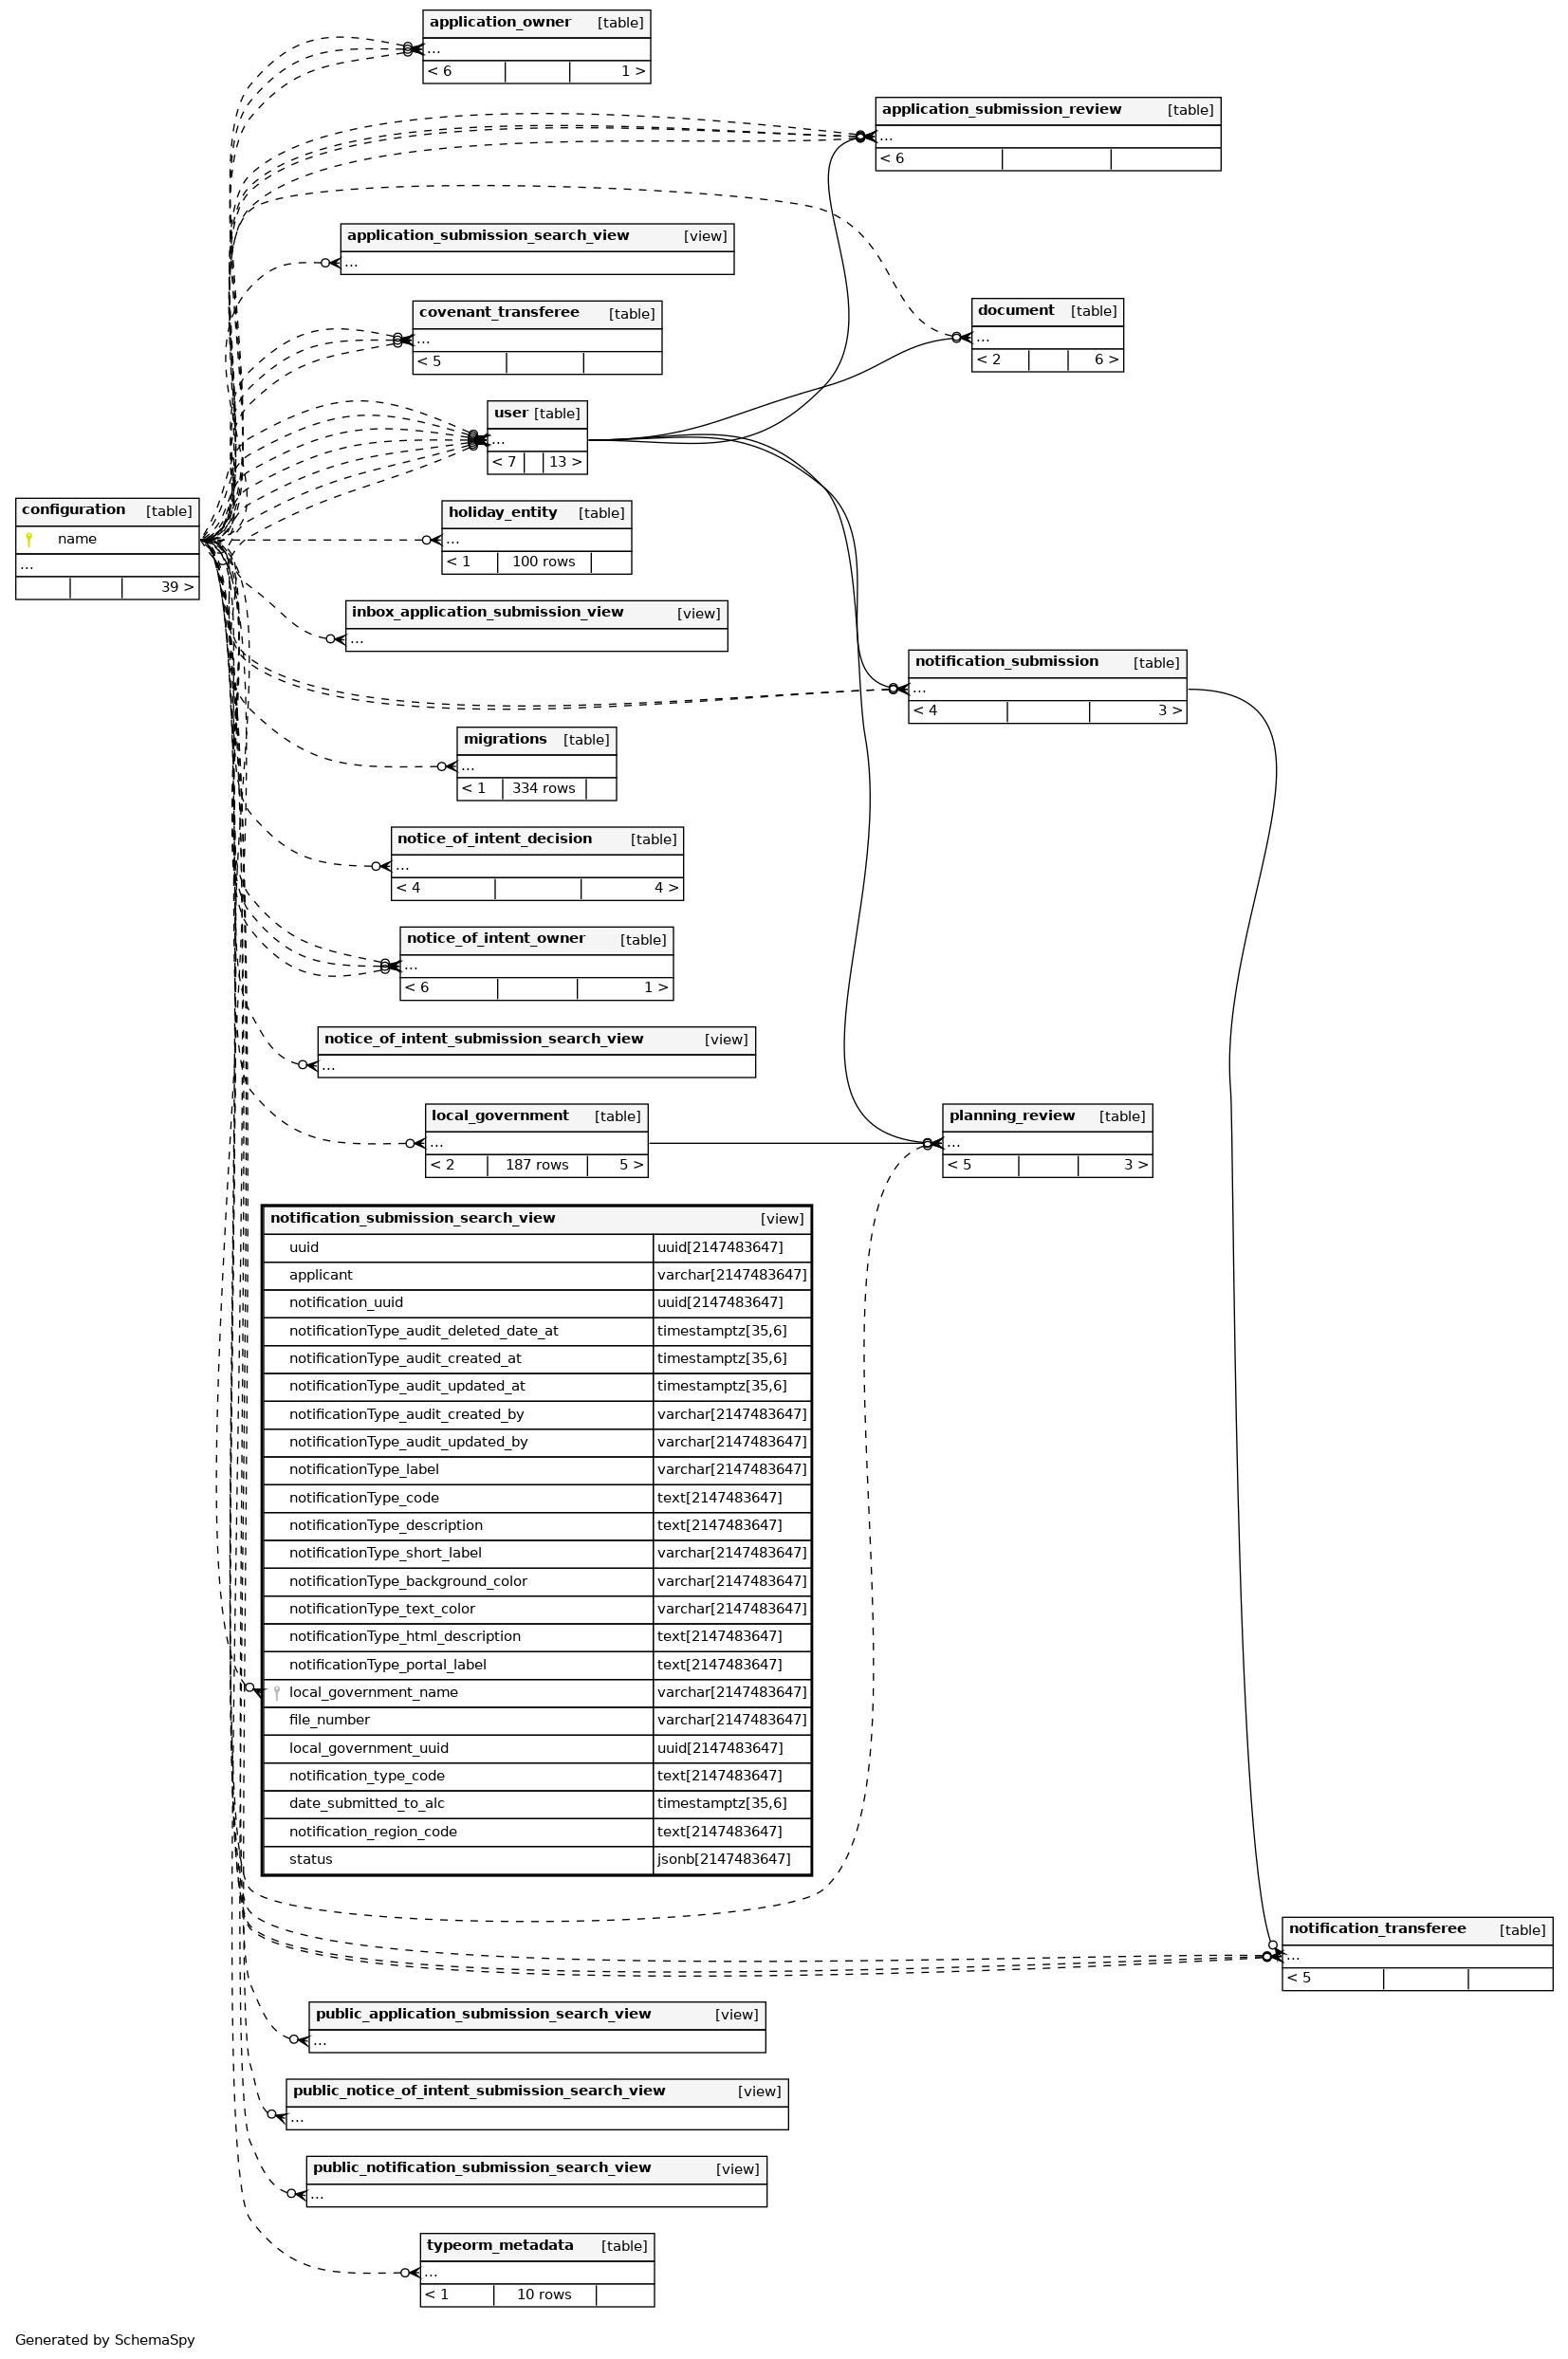 application_owner [table]
...
< 6 1 >
application_submission_review [table]
...
< 6
application_submission_search_view [view]
...
covenant_transferee [table]
...
< 5
document [table]
...
< 2 6 >
user [table]
...
< 7 13 >
configuration [table]
name
...
39 >
holiday_entity [table]
...
< 1 100 rows
inbox_application_submission_view [view]
...
notification_submission [table]
...
< 4 3 >
migrations [table]
...
< 1 334 rows
notice_of_intent_decision [table]
...
< 4 4 >
notice_of_intent_owner [table]
...
< 6 1 >
notice_of_intent_submission_search_view [view]
...
local_government [table]
...
< 2 187 rows 5 >
planning_review [table]
...
< 5 3 >
notification_submission_search_view [view]
uuid uuid[2147483647]
applicant varchar[2147483647]
notification_uuid uuid[2147483647]
notificationType_audit_deleted_date_at timestamptz[35,6]
notificationType_audit_created_at timestamptz[35,6]
notificationType_audit_updated_at timestamptz[35,6]
notificationType_audit_created_by varchar[2147483647]
notificationType_audit_updated_by varchar[2147483647]
notificationType_label varchar[2147483647]
notificationType_code text[2147483647]
notificationType_description text[2147483647]
notificationType_short_label varchar[2147483647]
notificationType_background_color varchar[2147483647]
notificationType_text_color varchar[2147483647]
notificationType_html_description text[2147483647]
notificationType_portal_label text[2147483647]
local_government_name varchar[2147483647]
file_number varchar[2147483647]
local_government_uuid uuid[2147483647]
notification_type_code text[2147483647]
date_submitted_to_alc timestamptz[35,6]
notification_region_code text[2147483647]
status jsonb[2147483647]
notification_transferee [table]
...
< 5
public_application_submission_search_view [view]
...
public_notice_of_intent_submission_search_view [view]
...
public_notification_submission_search_view [view]
...
typeorm_metadata [table]
...
< 1 10 rows
Generated by SchemaSpy